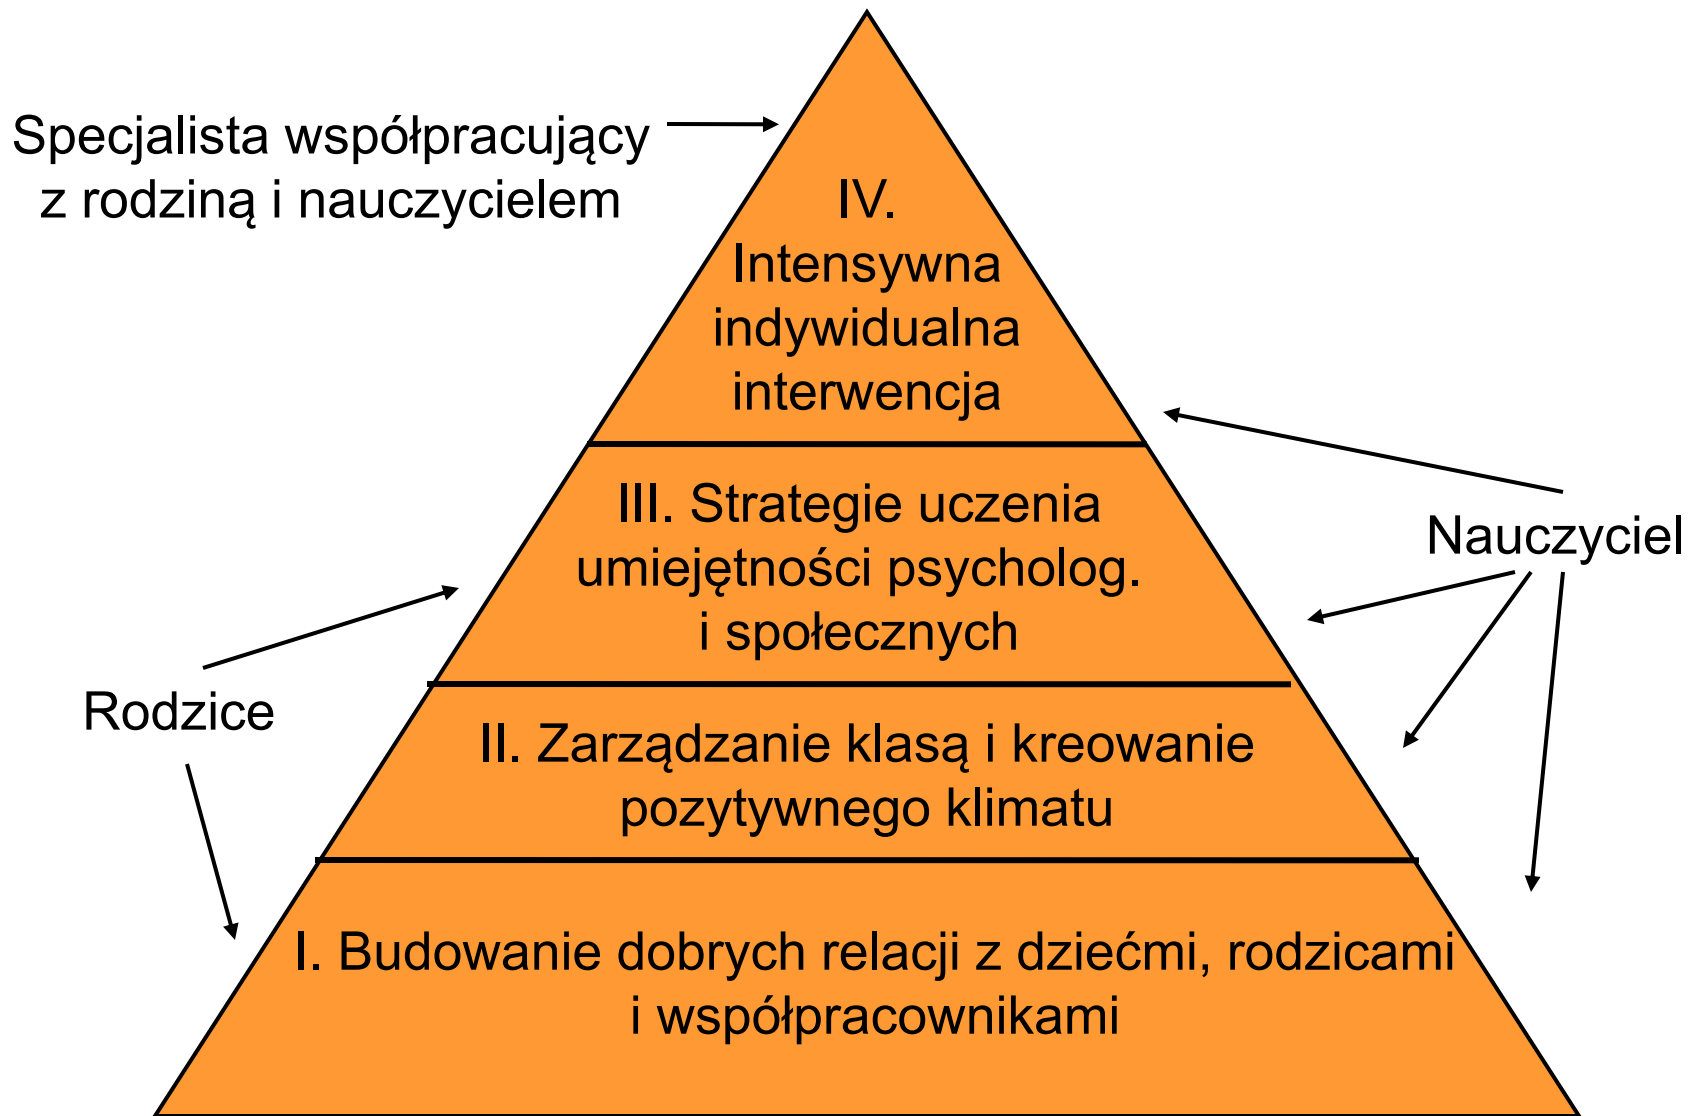 Specjalista współpracujący
z rodziną i nauczycielem
IV.
Intensywna
indywidualna
interwencja
III. Strategie uczenia
umiejętności psycholog.
i społecznych
Nauczyciel
Rodzice
II. Zarządzanie klasą i kreowanie
pozytywnego klimatu
I. Budowanie dobrych relacji z dziećmi, rodzicami
i współpracownikami